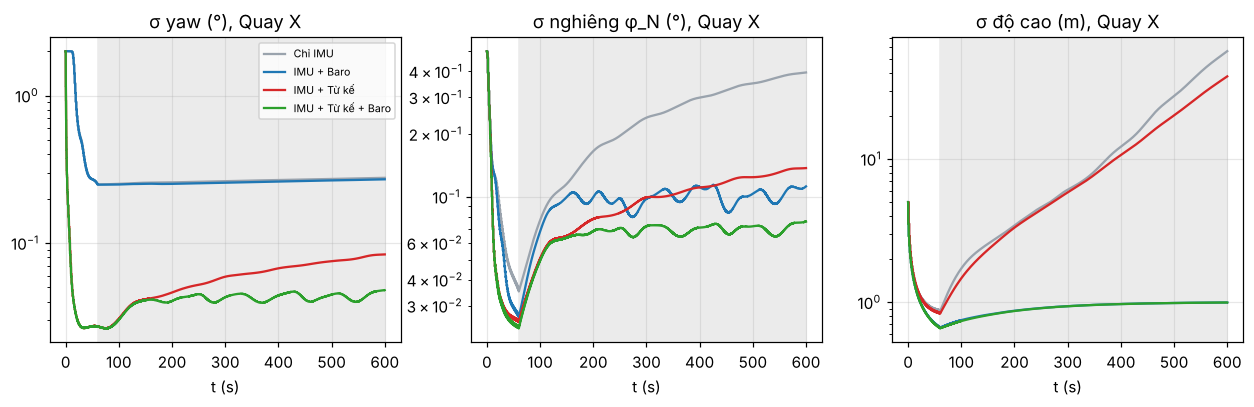 σ yaw (°), Quay X
10⁰
10⁻¹
0 100 200 300 400 500 600
t (s)
Chỉ IMU
IMU + Baro
IMU + Từ kế
IMU + Từ kế + Baro
σ nghiêng φ_N (°), Quay X
4 × 10⁻¹
3 × 10⁻¹
2 × 10⁻¹
10⁻¹
6 × 10⁻²
4 × 10⁻²
3 × 10⁻²
0 100 200 300 400 500 600
t (s)
σ độ cao (m), Quay X
10¹
10⁰
0 100 200 300 400 500 600
t (s)